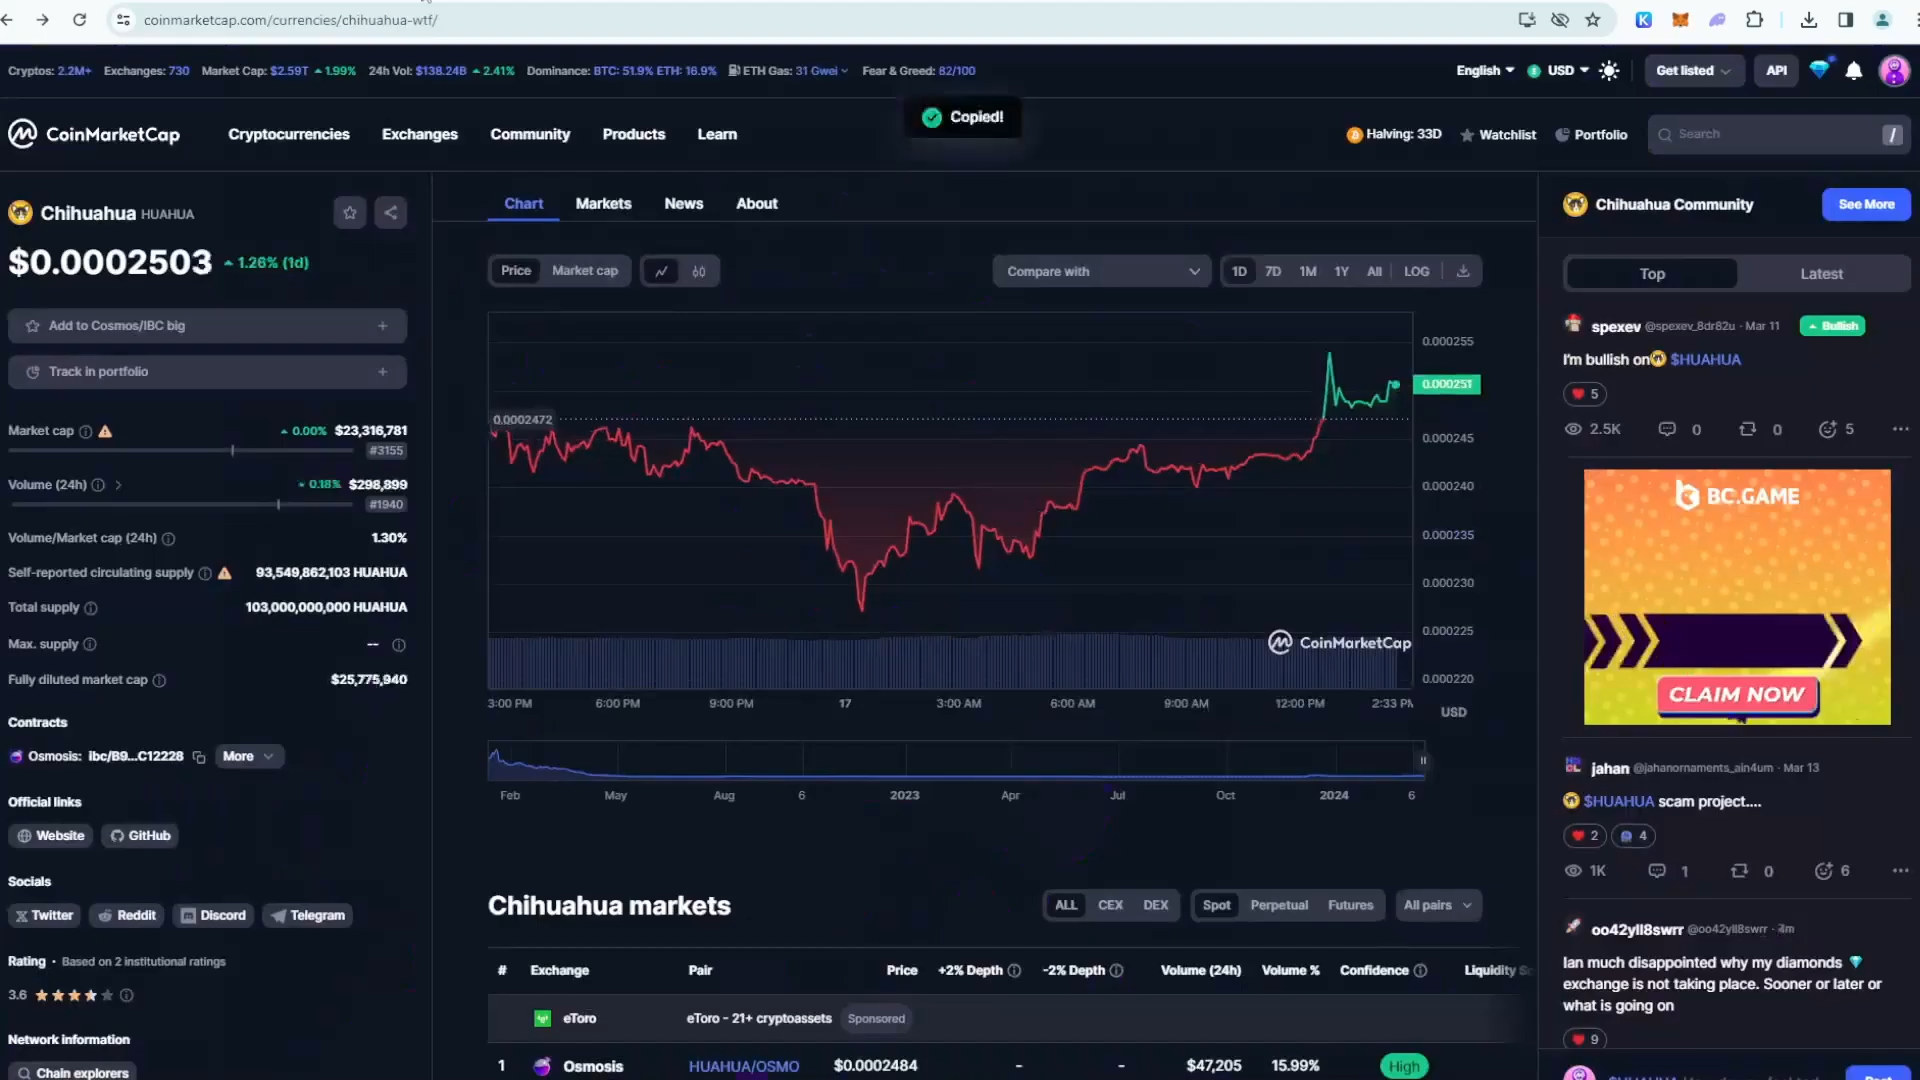 coinmarketcap.com/currencies/chihuahua-wtf/
Cryptos: 2.2M+ Exchanges: 730 Market Cap: $2.59T 1.99% 24h Vol: $138.24B 2.41% Dominance: BTC: 51.9% ETH: 16.9% ETH Gas: 31 Gwei Fear & Greed: 82/100
English USD Get listed API
Copied!
CoinMarketCap Cryptocurrencies Exchanges Community Products Learn
Halving: 33D Watchlist Portfolio Search /
Chihuahua HUAHUA
$0.0002503 1.26% (1d)
Add to Cosmos/IBC big +
Track in portfolio +
Market cap 0.00% $23,316,781
#3155
Volume (24h) 0.18% $298,899
#1940
Volume/Market cap (24h) 1.30%
Self-reported circulating supply 93,549,862,103 HUAHUA
Total supply 103,000,000,000 HUAHUA
Max. supply --
Fully diluted market cap $25,775,940
Contracts
Osmosis: ibc/B9...C12228 More
Official links
Website GitHub
Socials
Twitter Reddit Discord Telegram
Rating · Based on 2 institutional ratings
3.6
Network information
Chain explorers
Chart Markets News About
Price Market cap
Compare with 1D 7D 1M 1Y All LOG
0.0002472
0.000255
0.000251
0.000245
0.000240
0.000235
0.000230
0.000225
0.000220
CoinMarketCap
3:00 PM 6:00 PM 9:00 PM 17 3:00 AM 6:00 AM 9:00 AM 12:00 PM 2:33 PM
USD
Feb May Aug 6 2023 Apr Jul Oct 2024 6
Chihuahua markets
ALL CEX DEX Spot Perpetual Futures All pairs
# Exchange Pair Price +2% Depth -2% Depth Volume (24h) Volume % Confidence Liquidity Sc
eToro eToro - 21+ cryptoassets Sponsored
1 Osmosis HUAHUA/OSMO $0.0002484 - - $47,205 15.99% High
Chihuahua Community See More
Top Latest
spexev @spexev_8dr82u · Mar 11 Bullish
I'm bullish on $HUAHUA
5
2.5K 0 0 5
BC.GAME
CLAIM NOW
jahan @jahanornaments_ain4um · Mar 13
$HUAHUA scam project....
2 4
1K 1 0 6
oo42yll8swrr @oo42yll8swrr · 4m
Ian much disappointed why my diamonds
exchange is not taking place. Sooner or later or
what is going on
9
$HUAHUA
Post